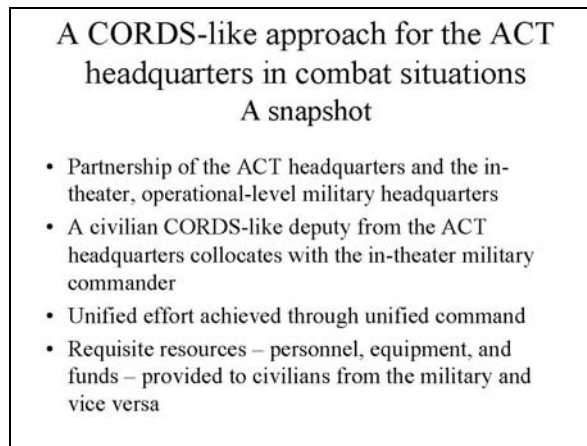 A CORDS-like approach for the ACT
headquarters in combat situations
A snapshot
• Partnership of the ACT headquarters and the in-
theater, operational-level military headquarters
• A civilian CORDS-like deputy from the ACT
headquarters collocates with the in-theater military
commander
• Unified effort achieved through unified command
• Requisite resources – personnel, equipment, and
funds – provided to civilians from the military and
vice versa